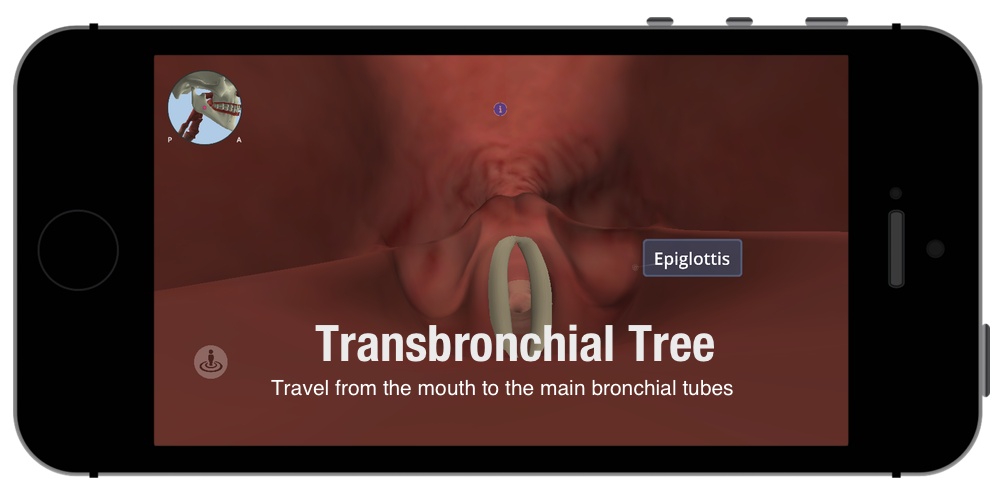 P A
i
Epiglottis
Transbronchial Tree
Travel from the mouth to the main bronchial tubes